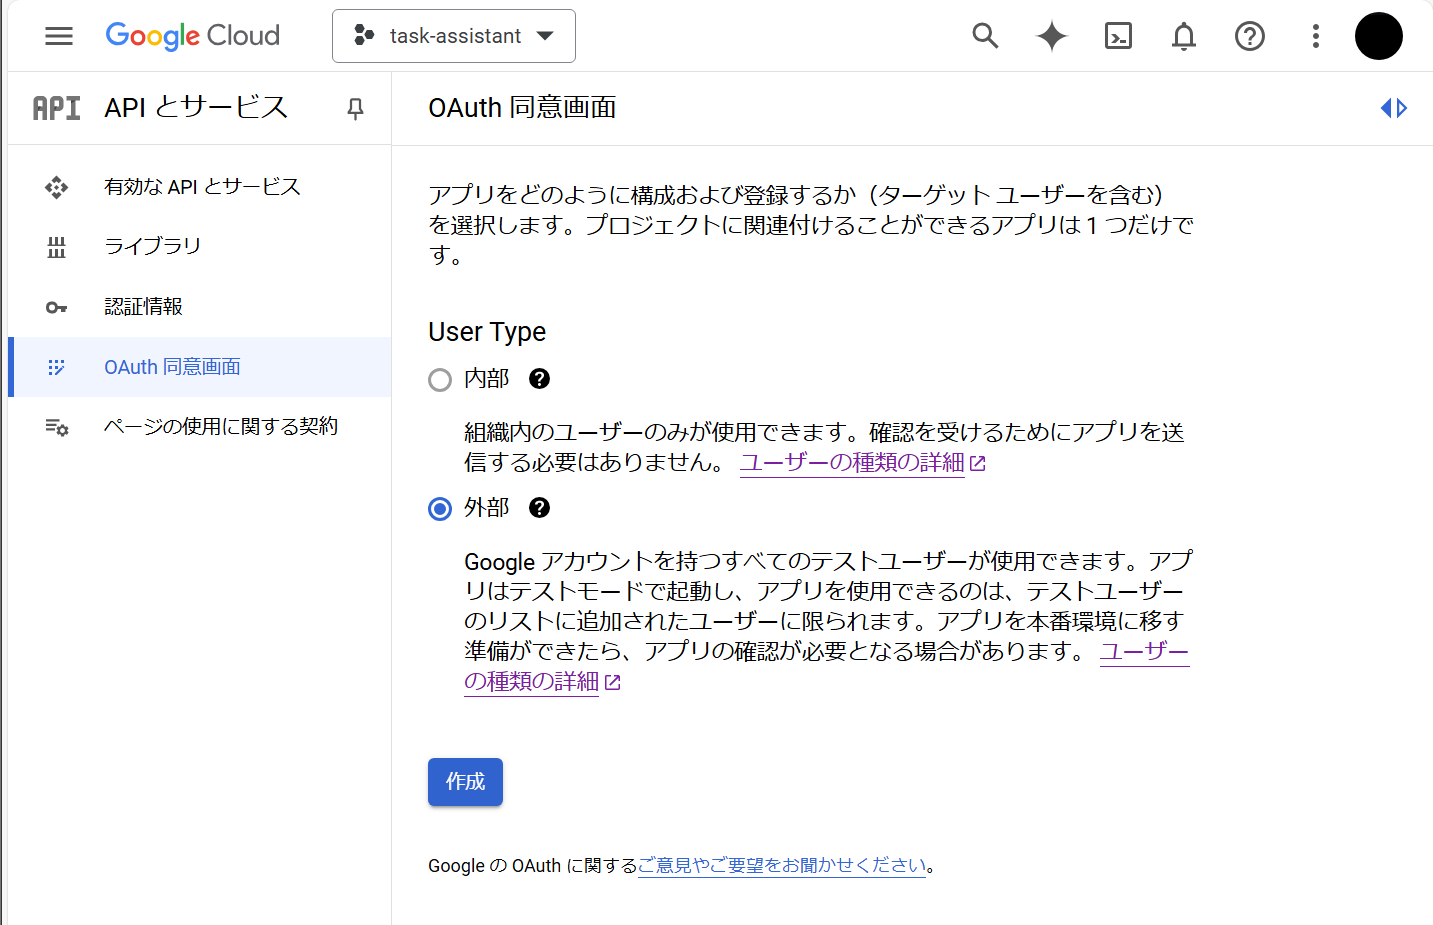 Google Cloud
task-assistant
API
API とサービス
OAuth 同意画面
有効な API とサービス
ライブラリ
認証情報
OAuth 同意画面
ページの使用に関する契約
アプリをどのように構成および登録するか（ターゲット ユーザーを含む）
を選択します。プロジェクトに関連付けることができるアプリは 1 つだけで
す。
User Type
内部
組織内のユーザーのみが使用できます。確認を受けるためにアプリを送
信する必要はありません。 ユーザーの種類の詳細
外部
Google アカウントを持つすべてのテストユーザーが使用できます。アプ
リはテストモードで起動し、アプリを使用できるのは、テストユーザー
のリストに追加されたユーザーに限られます。アプリを本番環境に移す
準備ができたら、アプリの確認が必要となる場合があります。 ユーザー
の種類の詳細
作成
Google の OAuth に関するご意見やご要望をお聞かせください。